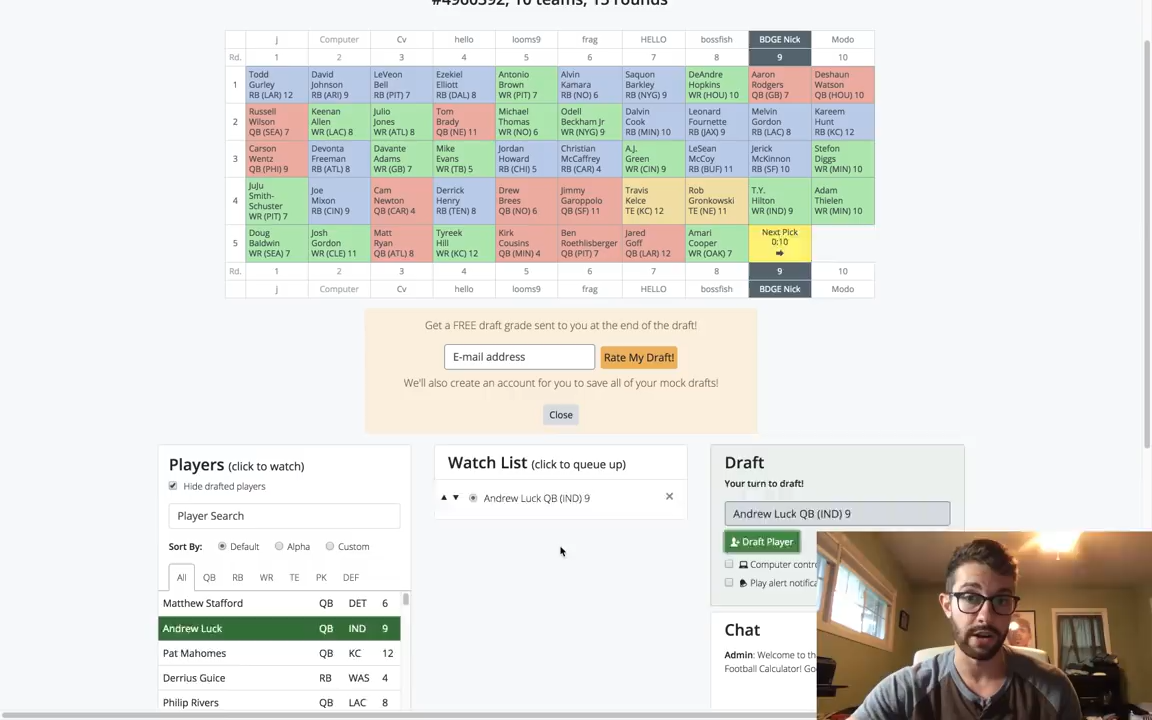 #4960392, 10 teams, 15 rounds
j Computer Cv hello looms9 frag HELLO bossfish BDGE Nick Modo
Rd. 1 2 3 4 5 6 7 8 9 10
1 Todd Gurley RB (LAR) 12 David Johnson RB (ARI) 9 LeVeon Bell RB (PIT) 7 Ezekiel Elliott RB (DAL) 8 Antonio Brown WR (PIT) 7 Alvin Kamara RB (NO) 6 Saquon Barkley RB (NYG) 9 DeAndre Hopkins WR (HOU) 10 Aaron Rodgers QB (GB) 7 Deshaun Watson QB (HOU) 10
2 Russell Wilson QB (SEA) 7 Keenan Allen WR (LAC) 8 Julio Jones WR (ATL) 8 Tom Brady QB (NE) 11 Michael Thomas WR (NO) 6 Odell Beckham Jr WR (NYG) 9 Dalvin Cook RB (MIN) 10 Leonard Fournette RB (JAX) 9 Melvin Gordon RB (LAC) 8 Kareem Hunt RB (KC) 12
3 Carson Wentz QB (PHI) 9 Devonta Freeman RB (ATL) 8 Davante Adams WR (GB) 7 Mike Evans WR (TB) 5 Jordan Howard RB (CHI) 5 Christian McCaffrey RB (CAR) 4 A.J. Green WR (CIN) 9 LeSean McCoy RB (BUF) 11 Jerick McKinnon RB (SF) 10 Stefon Diggs WR (MIN) 10
4 JuJu Smith-Schuster WR (PIT) 7 Joe Mixon RB (CIN) 9 Cam Newton QB (CAR) 4 Derrick Henry RB (TEN) 8 Drew Brees QB (NO) 6 Jimmy Garoppolo QB (SF) 11 Travis Kelce TE (KC) 12 Rob Gronkowski TE (NE) 11 T.Y. Hilton WR (IND) 9 Adam Thielen WR (MIN) 10
5 Doug Baldwin WR (SEA) 7 Josh Gordon WR (CLE) 11 Matt Ryan QB (ATL) 8 Tyreek Hill WR (KC) 12 Kirk Cousins QB (MIN) 4 Ben Roethlisberger QB (PIT) 7 Jared Goff QB (LAR) 12 Amari Cooper WR (OAK) 7 Next Pick 0:10
Rd. 1 2 3 4 5 6 7 8 9 10
j Computer Cv hello looms9 frag HELLO bossfish BDGE Nick Modo
Get a FREE draft grade sent to you at the end of the draft!
E-mail address Rate My Draft!
We'll also create an account for you to save all of your mock drafts!
Close
Players (click to watch)
Hide drafted players
Player Search
Sort By: Default Alpha Custom
All QB RB WR TE PK DEF
Matthew Stafford QB DET 6
Andrew Luck QB IND 9
Pat Mahomes QB KC 12
Derrius Guice RB WAS 4
Philip Rivers QB LAC 8
Watch List (click to queue up)
Andrew Luck QB (IND) 9
Draft
Your turn to draft!
Andrew Luck QB (IND) 9
Draft Player
Computer contr
Play alert notifica
Chat
Admin: Welcome to th
Football Calculator! Go